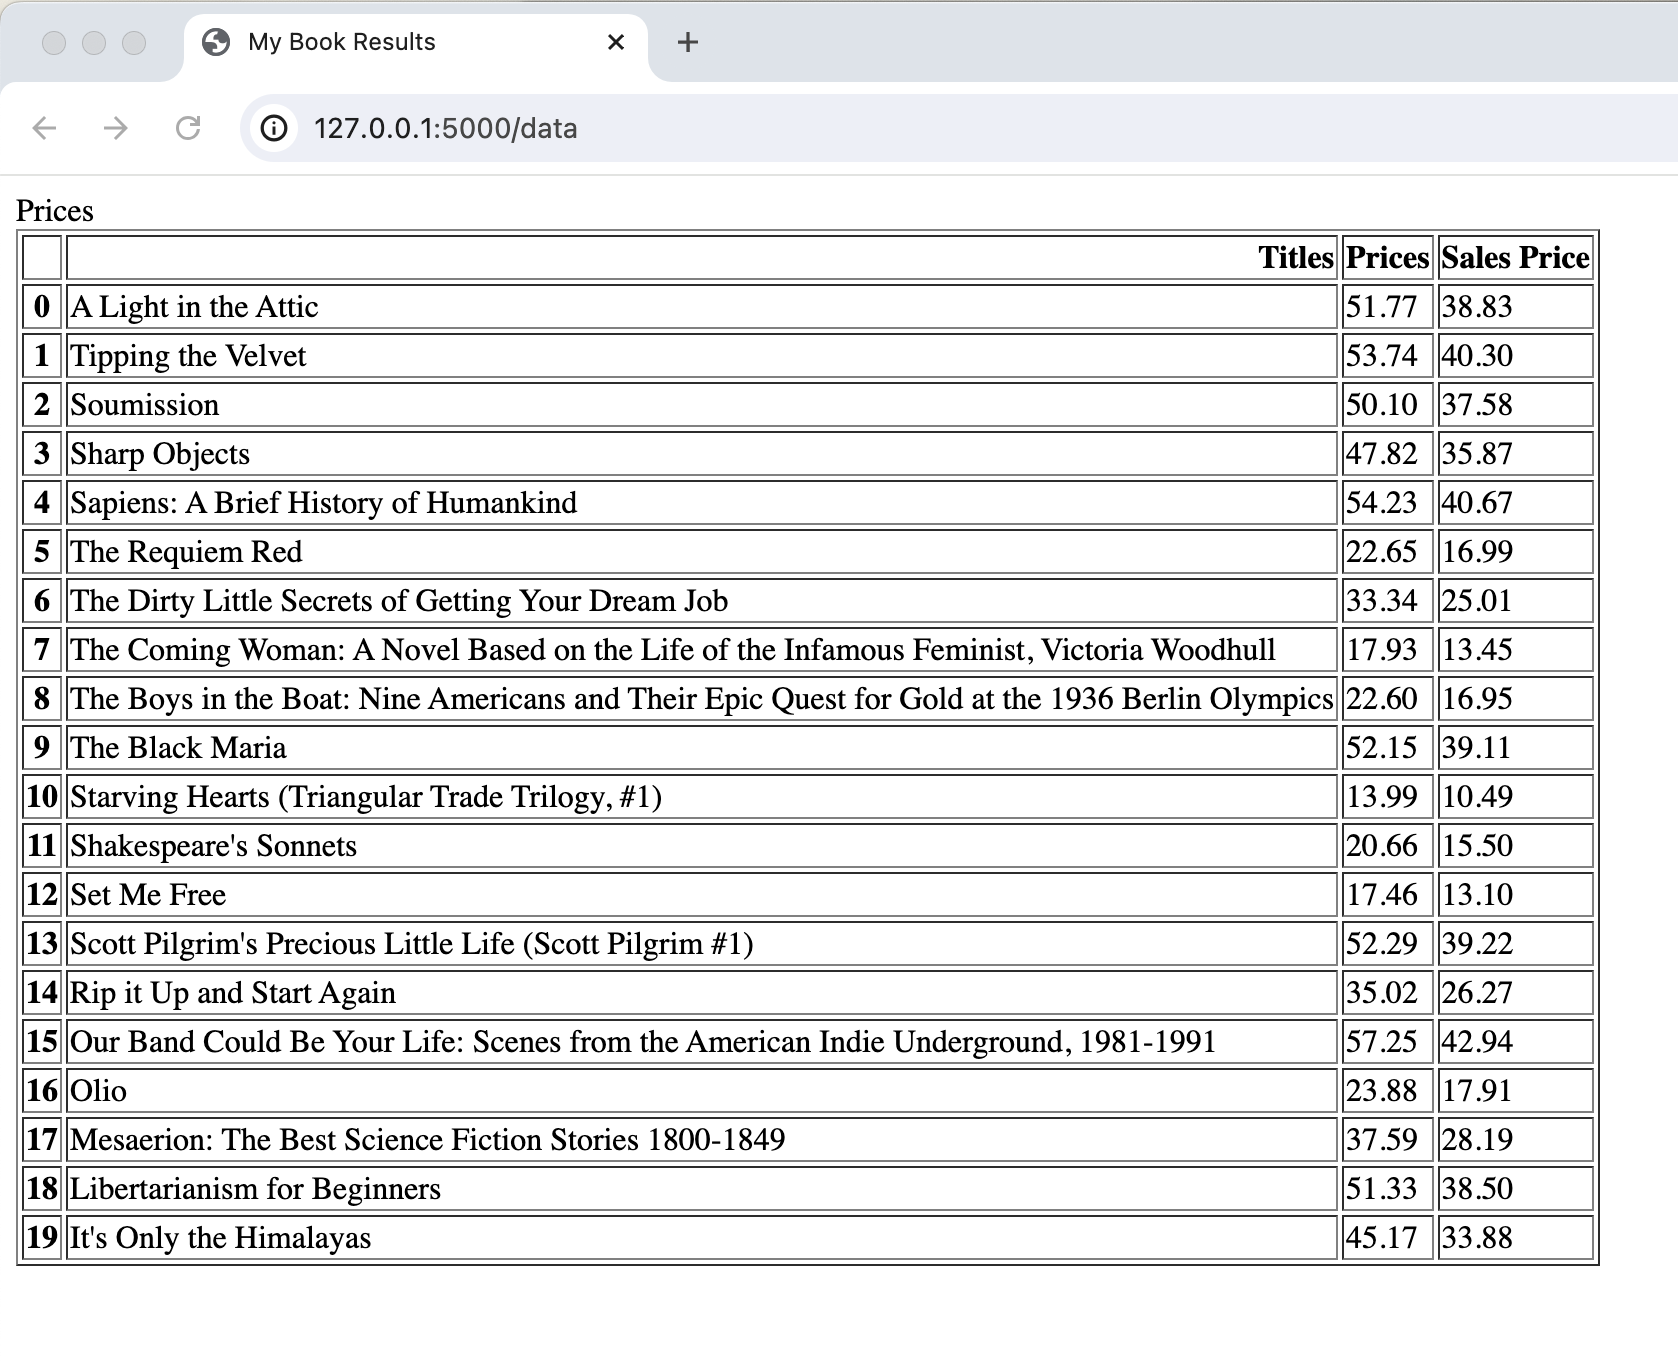 My Book Results
127.0.0.1:5000/data
Prices
Titles Prices Sales Price
0 A Light in the Attic 51.77 38.83
1 Tipping the Velvet 53.74 40.30
2 Soumission 50.10 37.58
3 Sharp Objects 47.82 35.87
4 Sapiens: A Brief History of Humankind 54.23 40.67
5 The Requiem Red 22.65 16.99
6 The Dirty Little Secrets of Getting Your Dream Job 33.34 25.01
7 The Coming Woman: A Novel Based on the Life of the Infamous Feminist, Victoria Woodhull 17.93 13.45
8 The Boys in the Boat: Nine Americans and Their Epic Quest for Gold at the 1936 Berlin Olympics 22.60 16.95
9 The Black Maria 52.15 39.11
10 Starving Hearts (Triangular Trade Trilogy, #1) 13.99 10.49
11 Shakespeare's Sonnets 20.66 15.50
12 Set Me Free 17.46 13.10
13 Scott Pilgrim's Precious Little Life (Scott Pilgrim #1) 52.29 39.22
14 Rip it Up and Start Again 35.02 26.27
15 Our Band Could Be Your Life: Scenes from the American Indie Underground, 1981-1991 57.25 42.94
16 Olio 23.88 17.91
17 Mesaerion: The Best Science Fiction Stories 1800-1849 37.59 28.19
18 Libertarianism for Beginners 51.33 38.50
19 It's Only the Himalayas 45.17 33.88